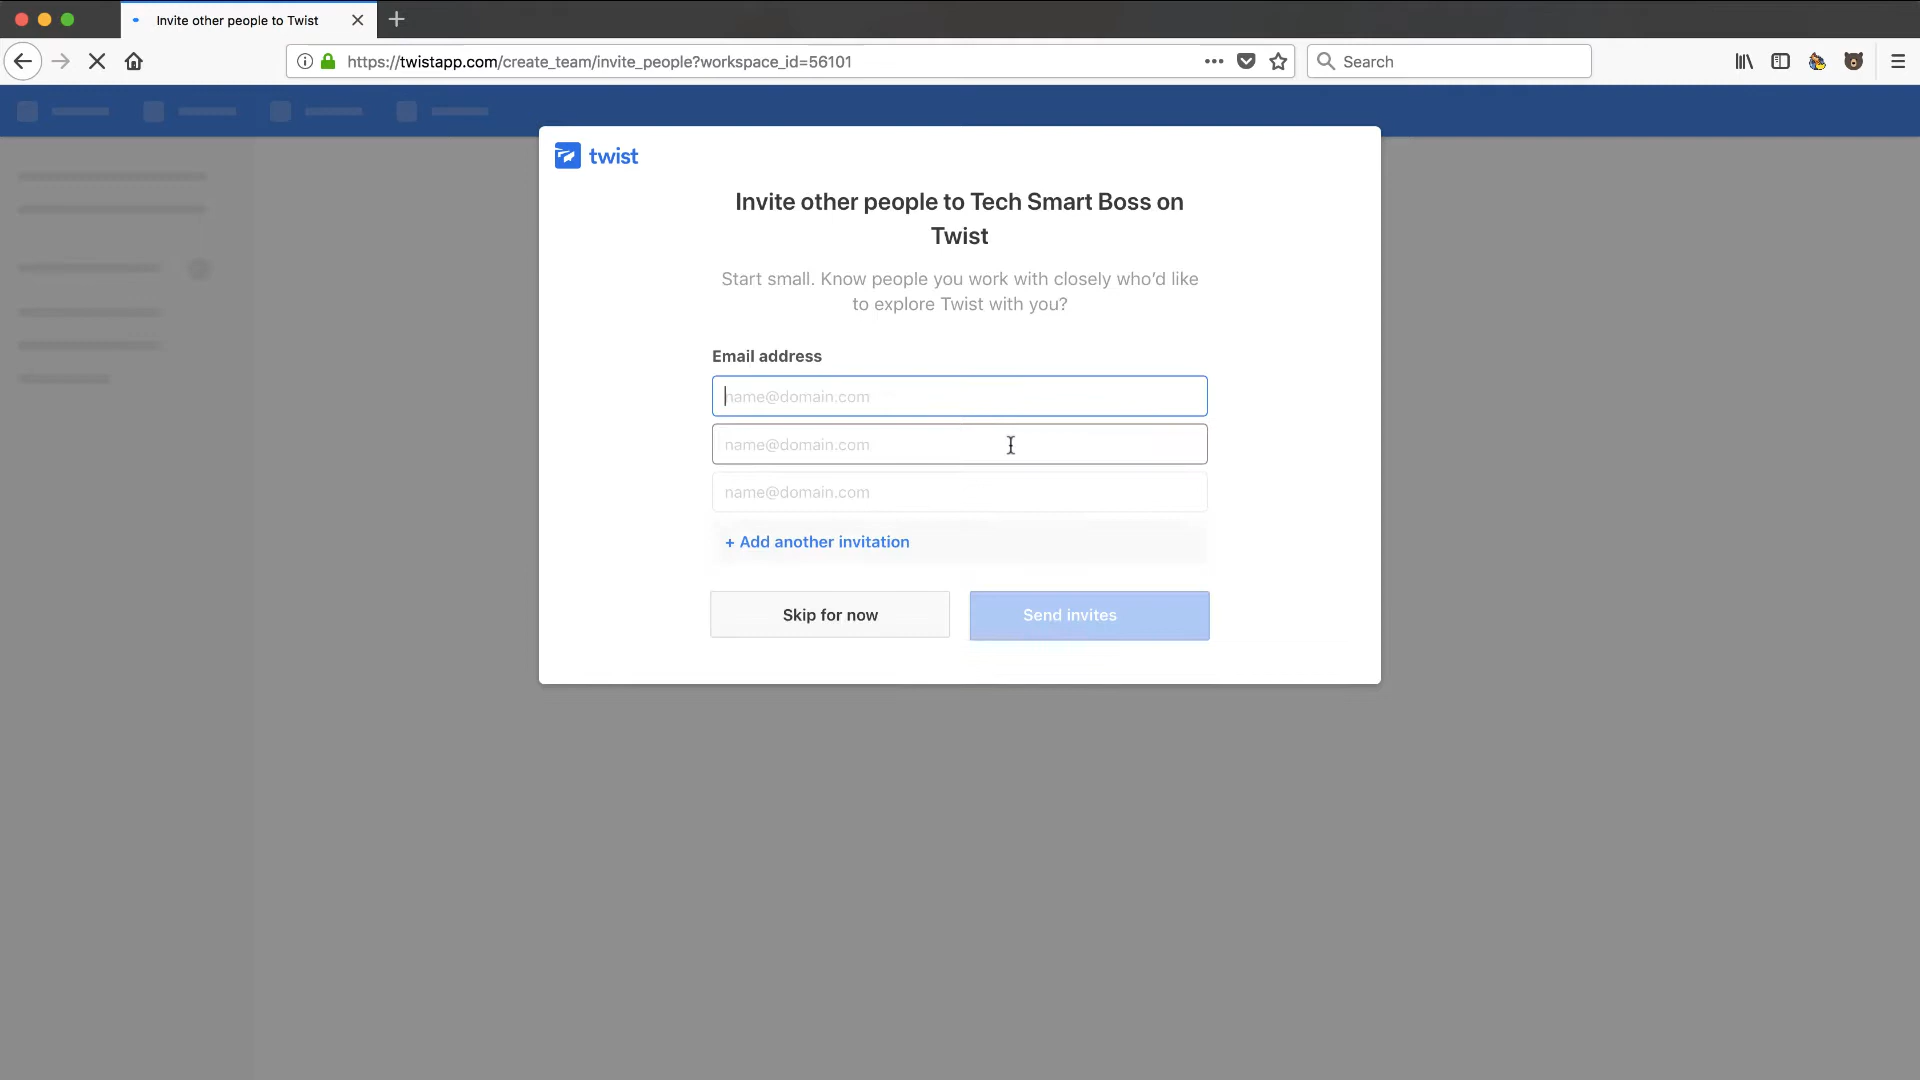 Invite other people to Twist
https://twistapp.com/create_team/invite_people?workspace_id=56101
Search
twist
Invite other people to Tech Smart Boss on
Twist
Start small. Know people you work with closely who’d like
to explore Twist with you?
Email address
name@domain.com
name@domain.com
name@domain.com
+ Add another invitation
Skip for now
Send invites